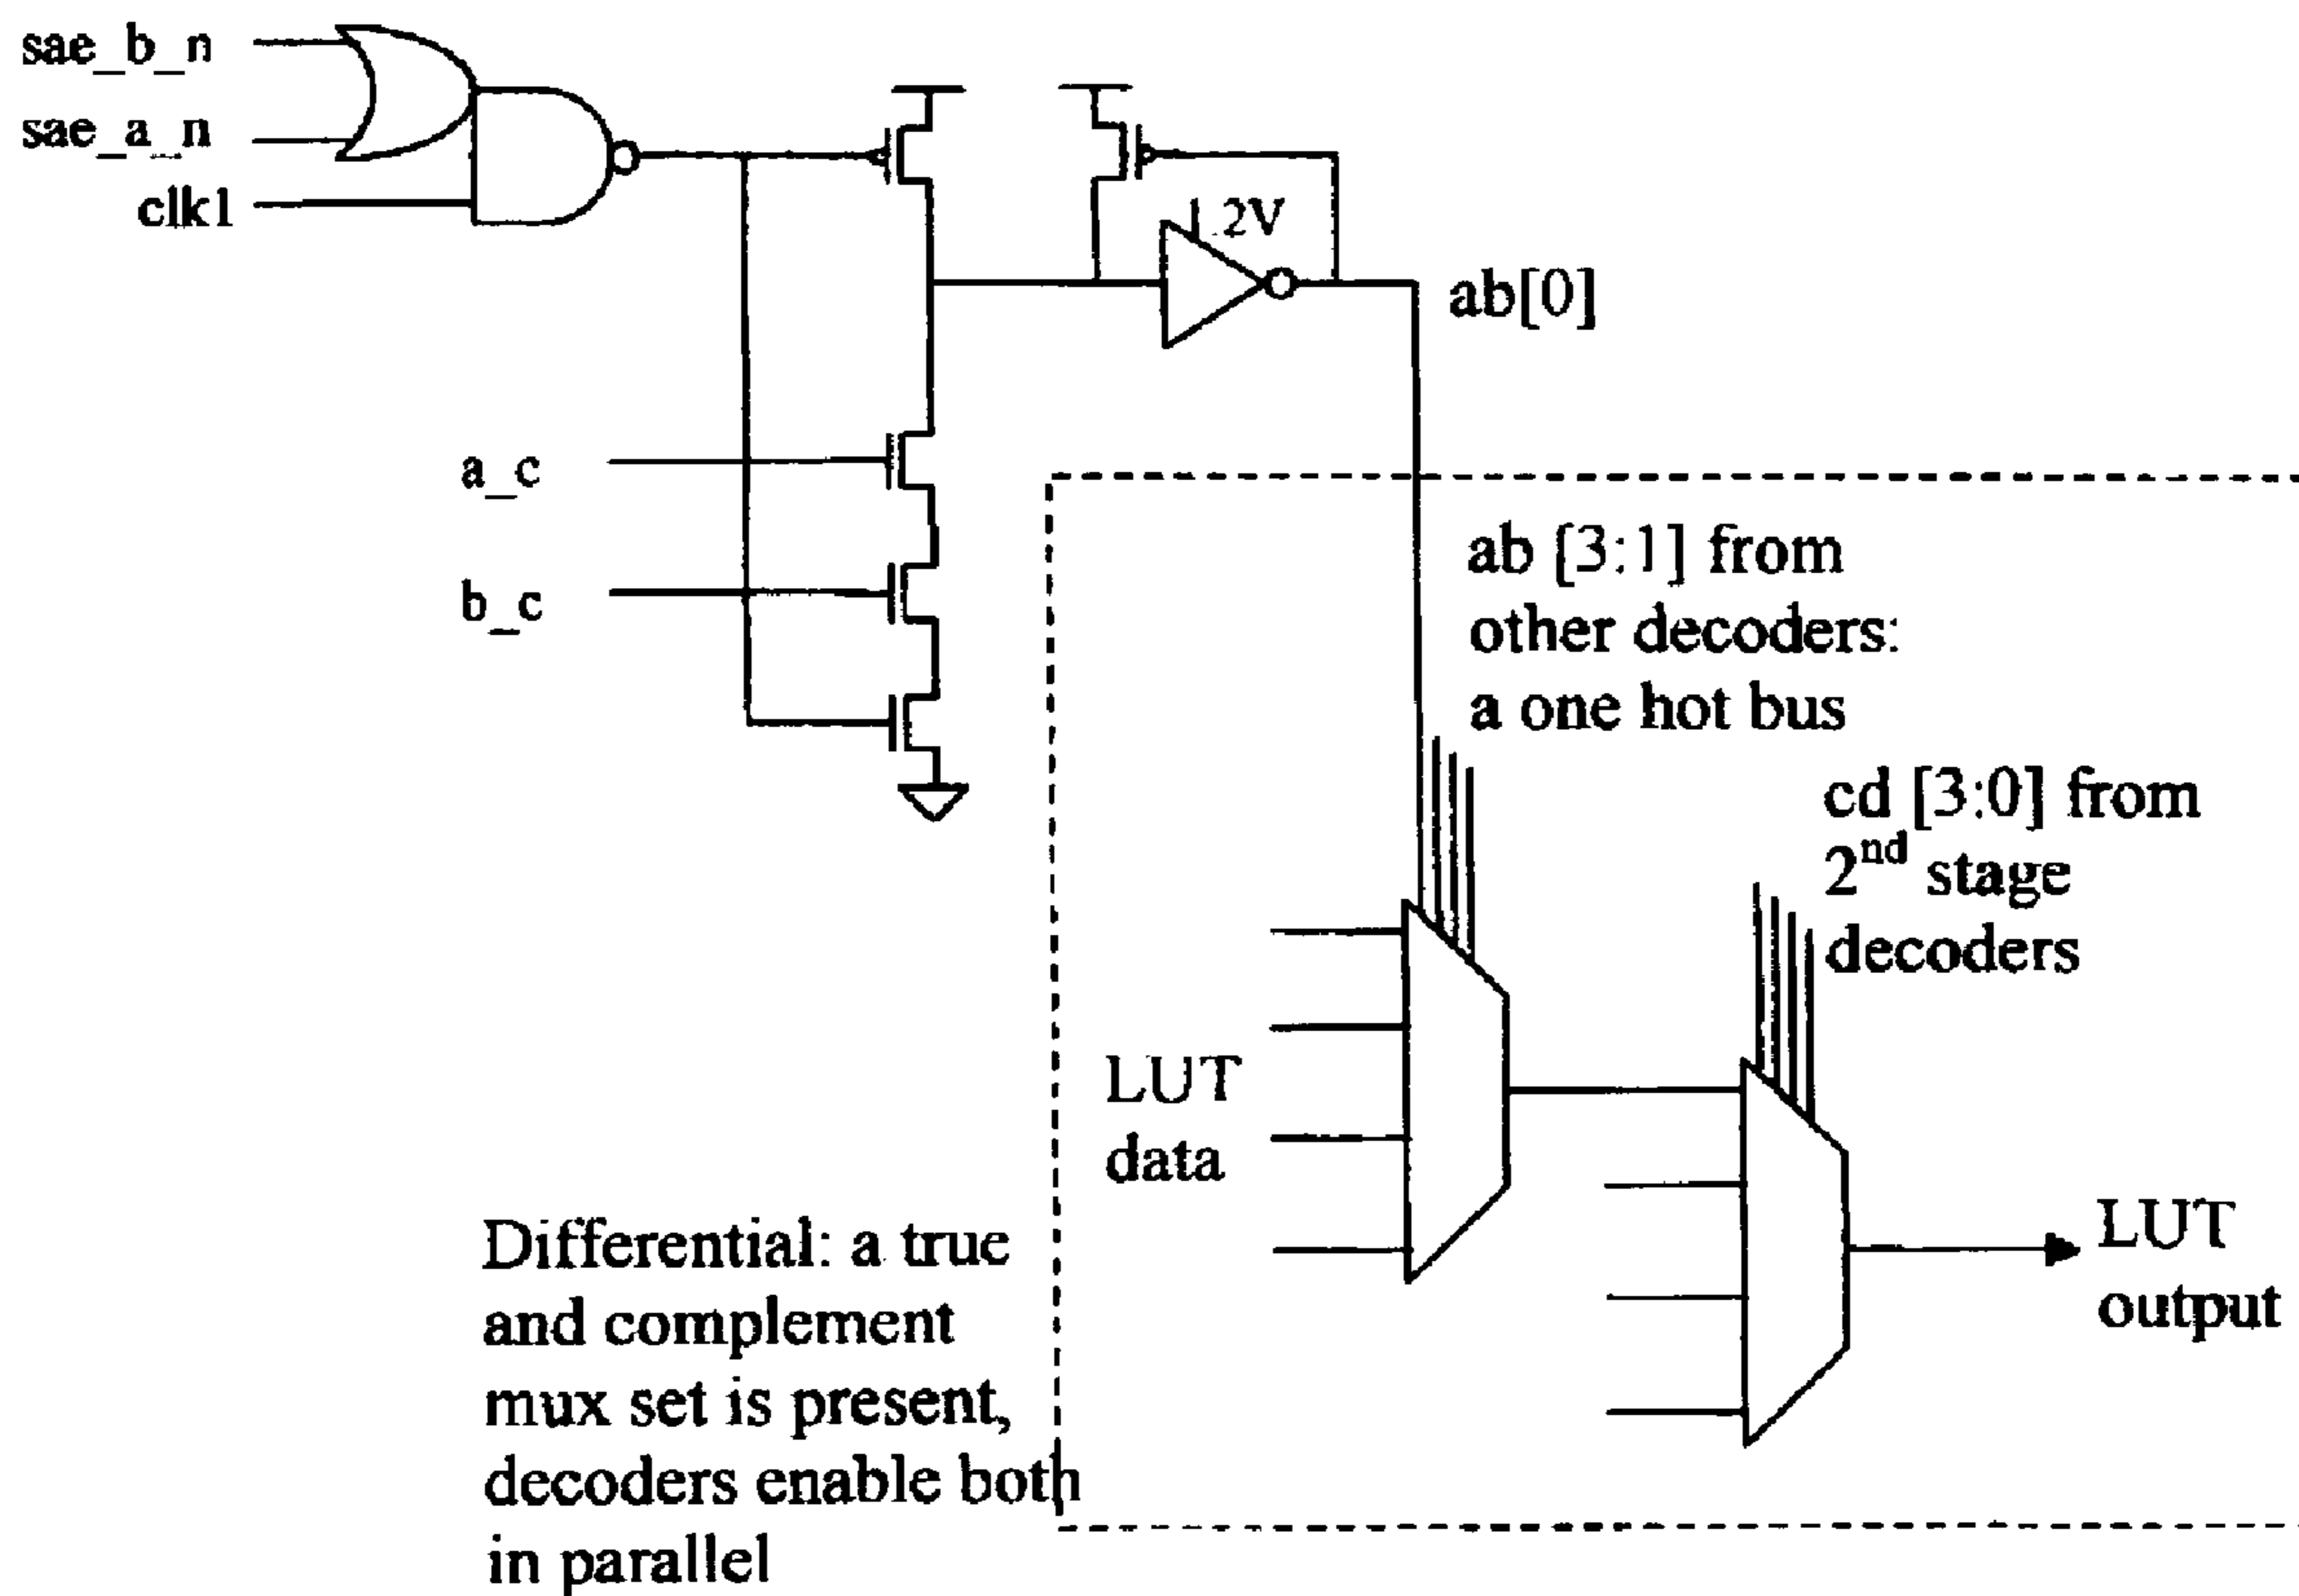 sae_b_n
sae_a_n
clk1
1.2V
ab[0]
a_c
b_c
ab [3:1] from
other decoders:
a one hot bus
cd [3:0] from
2nd stage
decoders
LUT
data
LUT
output
Differential: a true
and complement
mux set is present,
decoders enable both
in parallel